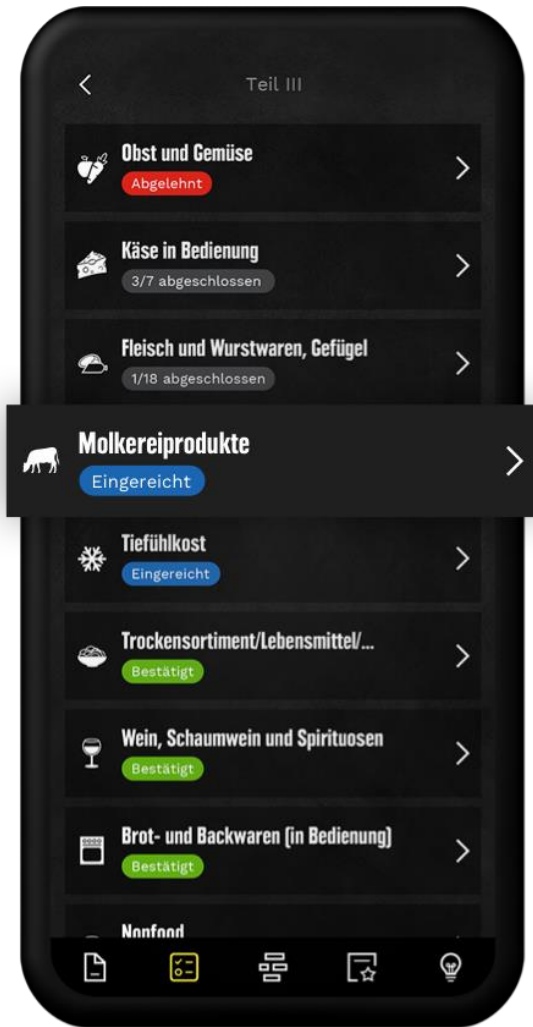 Teil III
Obst und Gemüse
Abgelehnt
Käse in Bedienung
3/7 abgeschlossen
Fleisch und Wurstwaren, Gefügel
1/18 abgeschlossen
Molkereiprodukte
Eingereicht
Tiefühlkost
Eingereicht
Trockensortiment/Lebensmittel/...
Bestätigt
Wein, Schaumwein und Spirituosen
Bestätigt
Brot- und Backwaren (in Bedienung)
Bestätigt
Nonfood